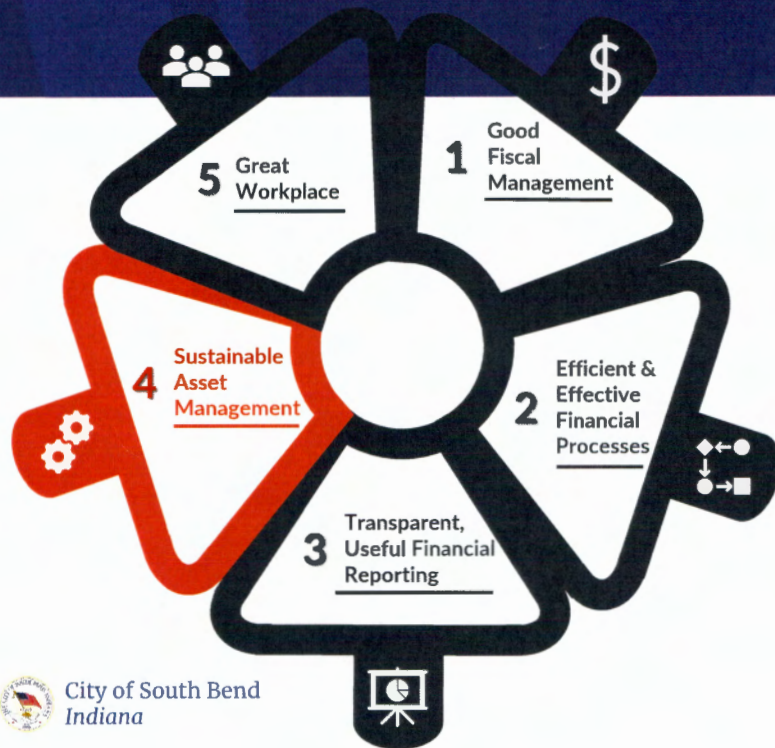 1 Good
Fiscal
Management
2 Efficient &
Effective
Financial
Processes
3 Transparent,
Useful Financial
Reporting
4 Sustainable
Asset
Management
5 Great
Workplace
$
City of South Bend
Indiana